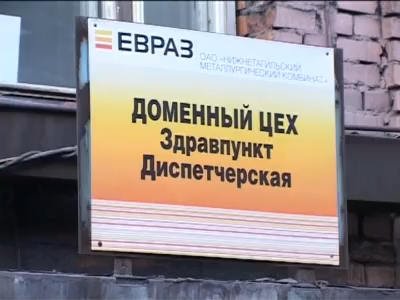 ЕВРАЗ
ОАО «НИЖНЕТАГИЛЬСКИЙ
МЕТАЛЛУРГИЧЕСКИЙ КОМБИНАТ»
ДОМЕННЫЙ ЦЕХ
Здравпункт
Диспетчерская